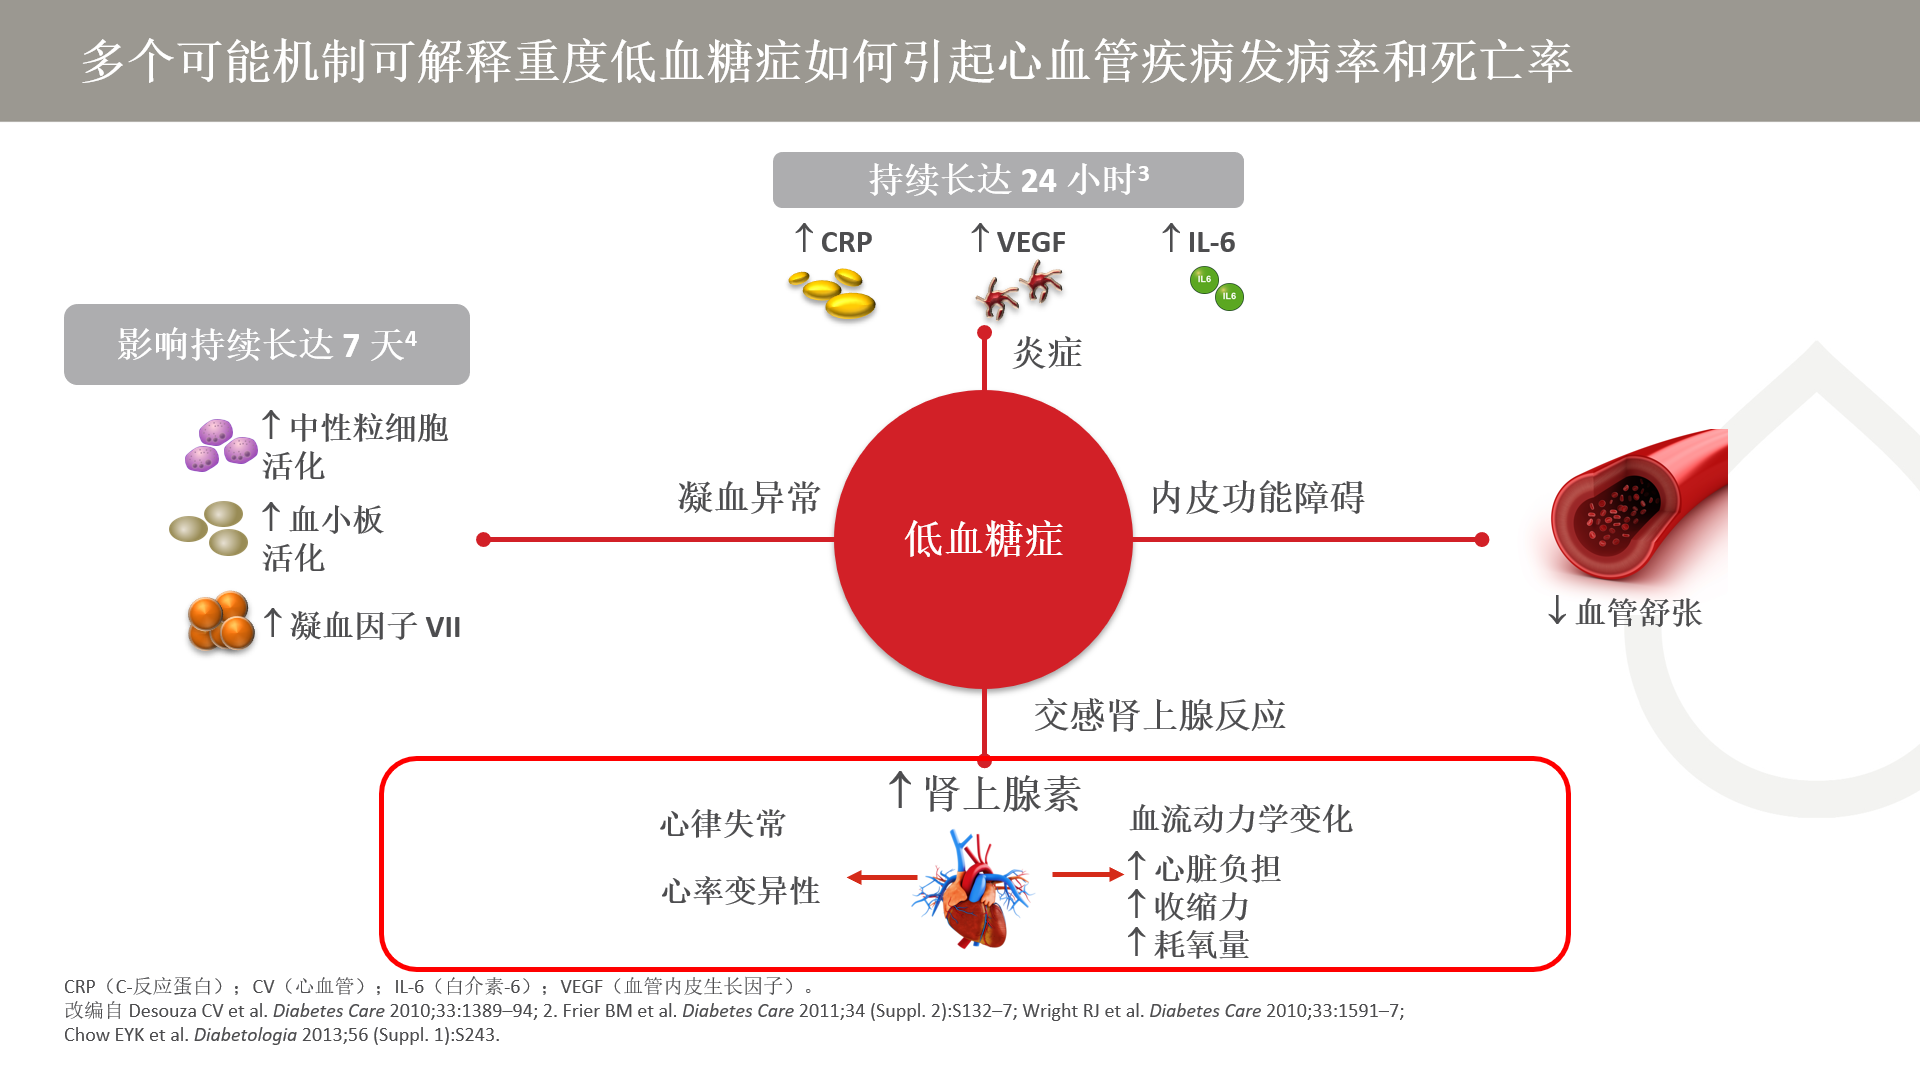 多个可能机制可解释重度低血糖症如何引起心血管疾病发病率和死亡率
持续长达 24 小时³
↑ CRP
↑ VEGF
↑ IL-6
IL6
IL6
炎症
影响持续长达 7 天⁴
↑ 中性粒细胞
活化
↑ 血小板
活化
↑ 凝血因子 VII
凝血异常
低血糖症
内皮功能障碍
↓ 血管舒张
交感肾上腺反应
↑ 肾上腺素
心律失常
心率变异性
血流动力学变化
↑ 心脏负担
↑ 收缩力
↑ 耗氧量
CRP（C-反应蛋白）；CV（心血管）；IL-6（白介素-6）；VEGF（血管内皮生长因子）。
改编自 Desouza CV et al. Diabetes Care 2010;33:1389–94; 2. Frier BM et al. Diabetes Care 2011;34 (Suppl. 2):S132–7; Wright RJ et al. Diabetes Care 2010;33:1591–7;
Chow EYK et al. Diabetologia 2013;56 (Suppl. 1):S243.